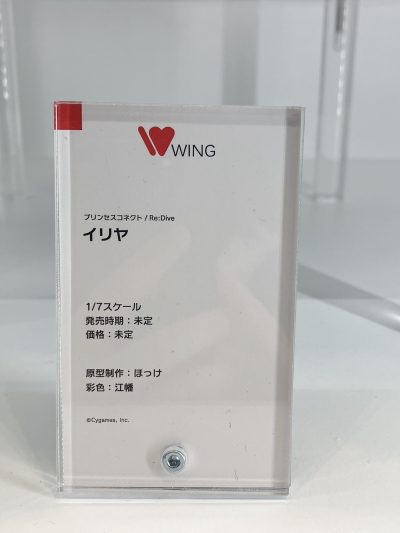 WING
プリンセスコネクト/Re:Dive
イリヤ
1/7スケール
発売時期：未定
価格：未定
原型制作：ほっけ
彩色：江幡
©Cygames, Inc.